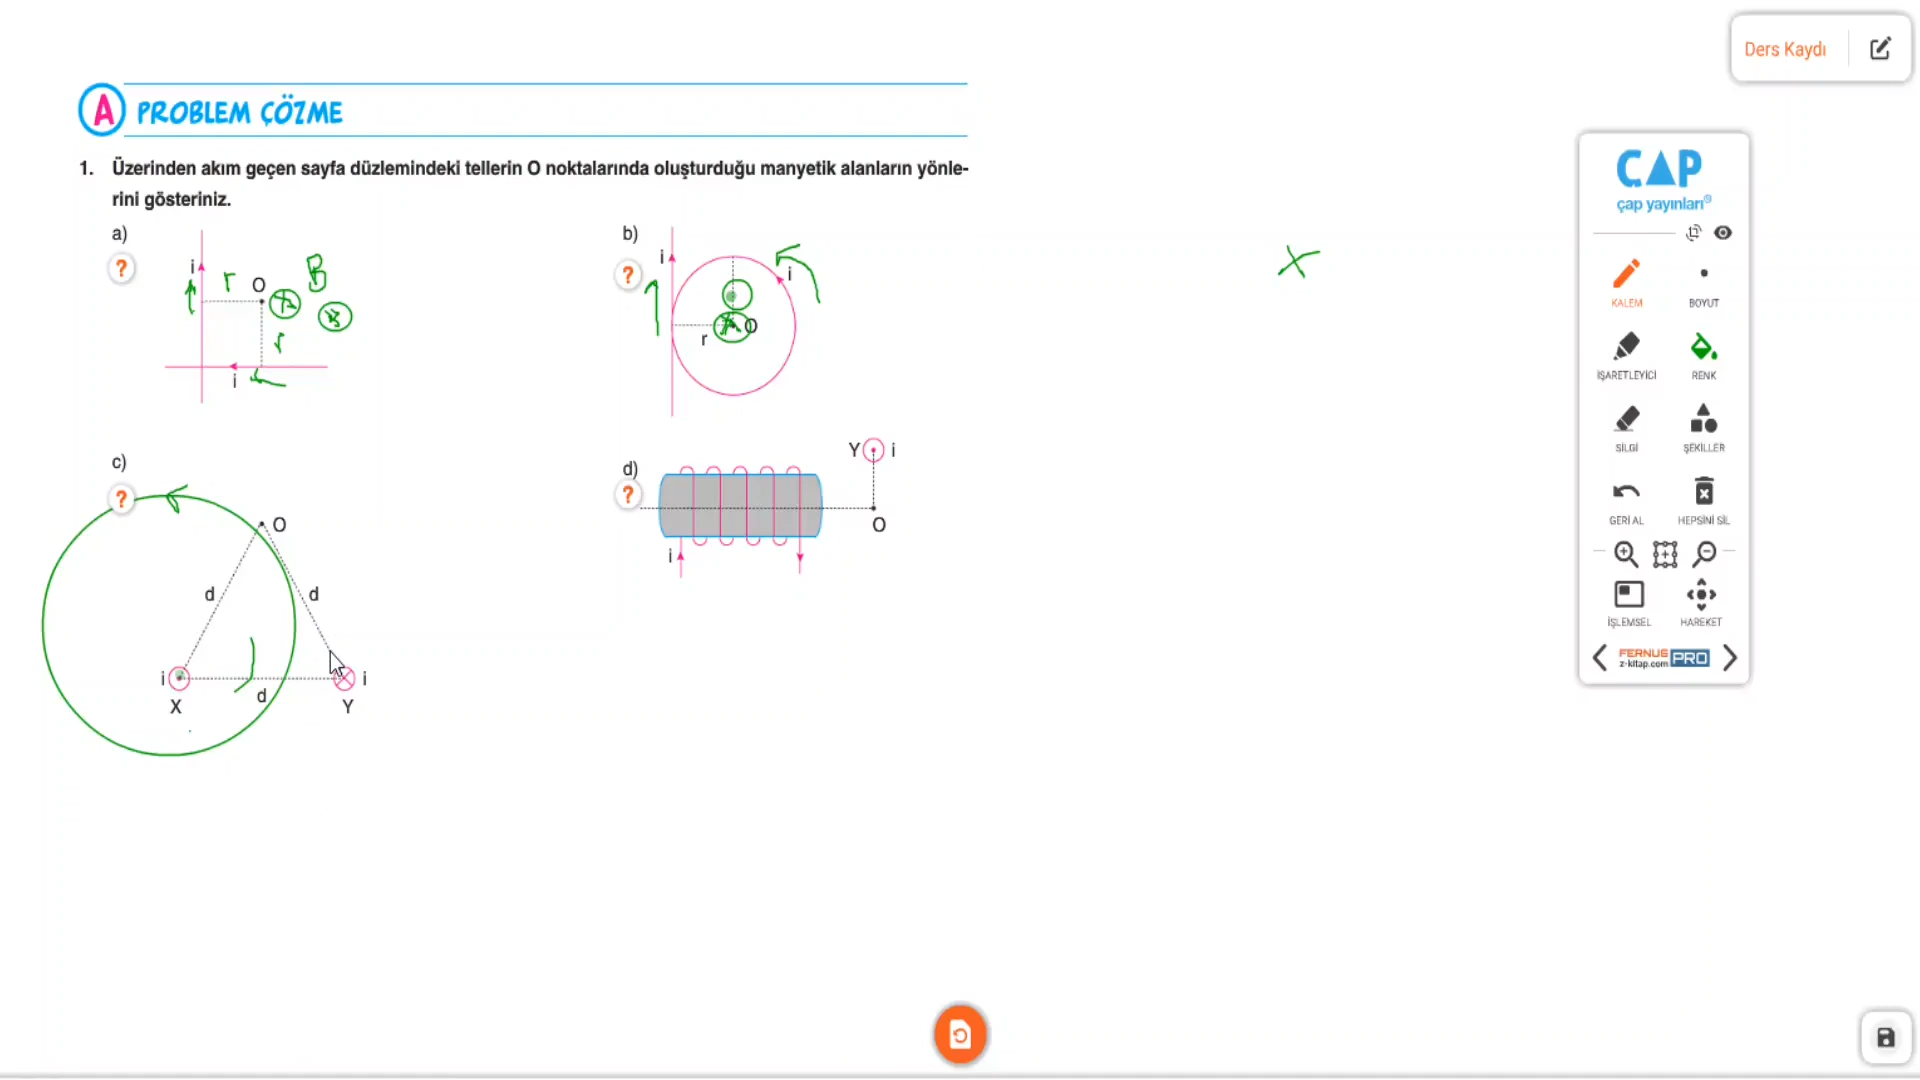 Ders Kaydı
A PROBLEM ÇÖZME
1. Üzerinden akım geçen sayfa düzlemindeki tellerin O noktalarında oluşturduğu manyetik alanların yönle-
rini gösteriniz.
a)
?
i
r
O
B
r
i
b)
?
i
i
O
r
c)
?
O
d
d
i
i
d
X
Y
d)
?
Y
i
O
i
ÇAP
çap yayınları®
KALEM
BOYUT
İŞARETLEYİCİ
RENK
SİLGİ
ŞEKİLLER
GERİ AL
HEPSİNİ SİL
İŞLEMSEL
HAREKET
FERNUS
z-kitap.com PRO